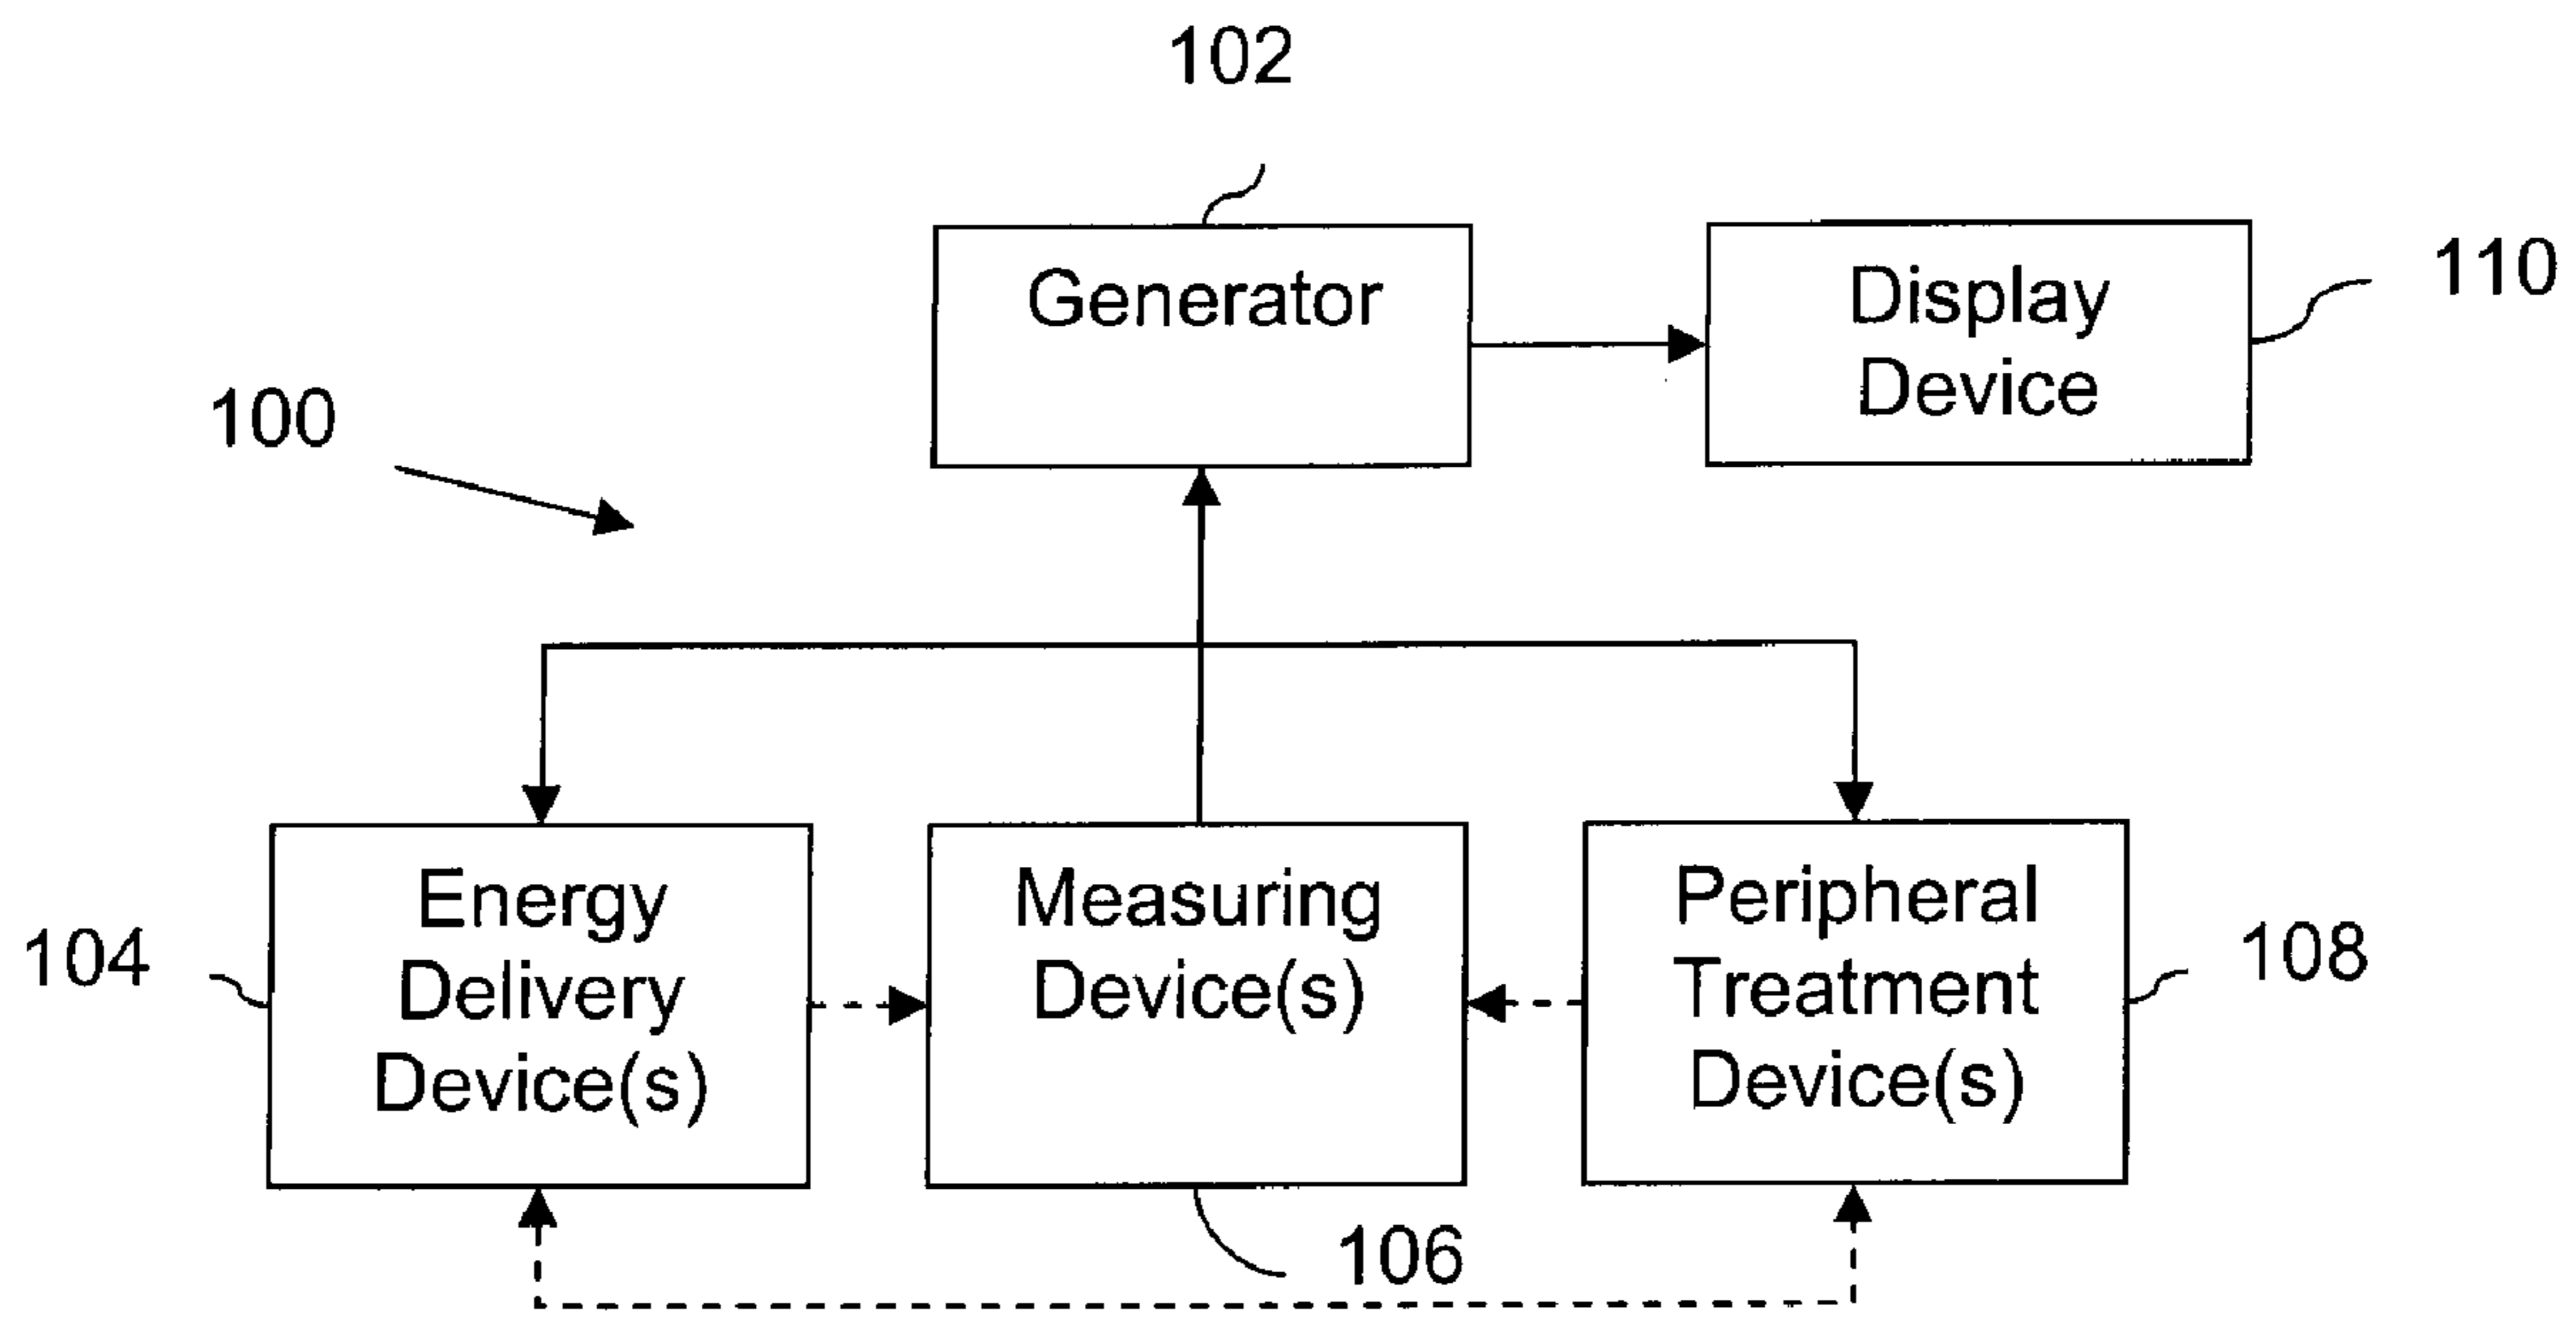 102
Generator
Display
Device
110
100
Energy
Delivery
Device(s)
104
Measuring
Device(s)
106
Peripheral
Treatment
Device(s)
108